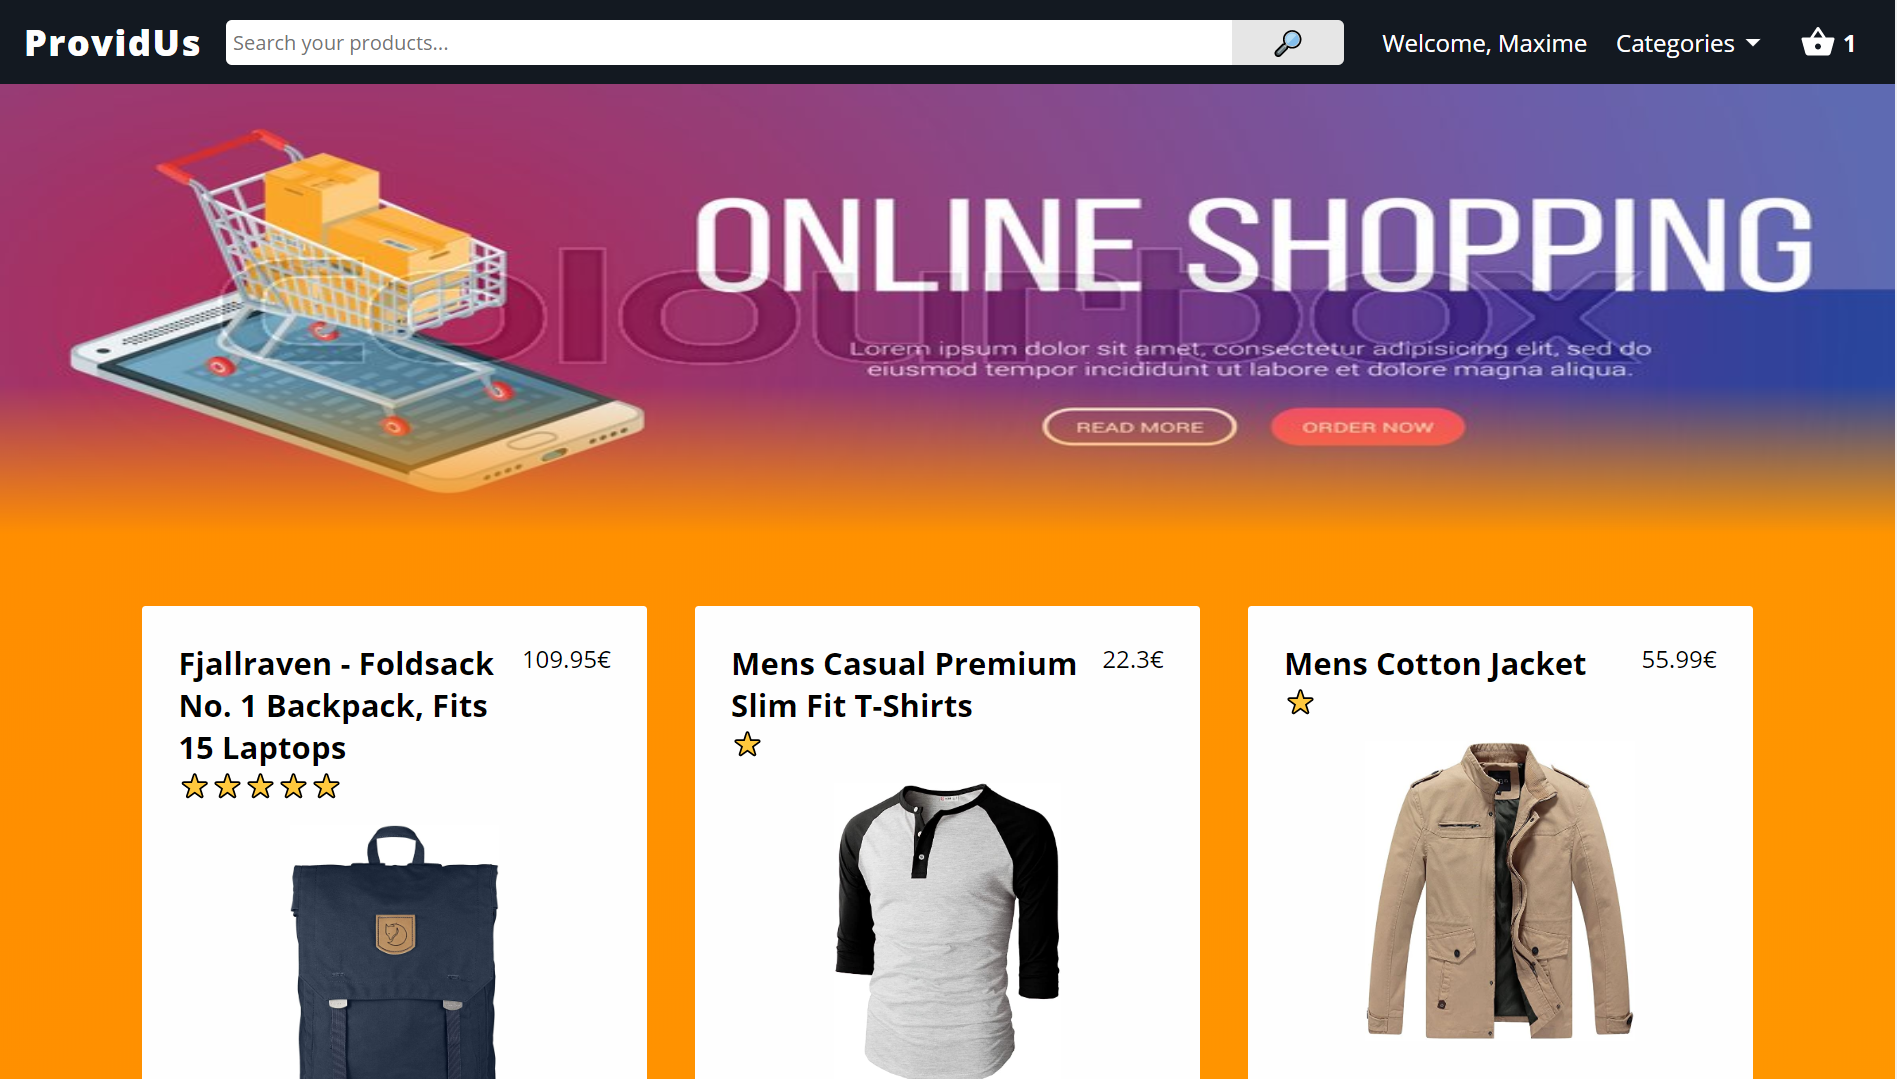 ProvidUs
Search your products...
Welcome, Maxime
Categories
1
ONLINE SHOPPING
colourbox
Lorem ipsum dolor sit amet, consectetur adipisicing elit, sed do
eiusmod tempor incididunt ut labore et dolore magna aliqua.
READ MORE
ORDER NOW
Fjallraven - Foldsack
No. 1 Backpack, Fits
15 Laptops
109.95€
Mens Casual Premium
Slim Fit T-Shirts
22.3€
Mens Cotton Jacket
55.99€